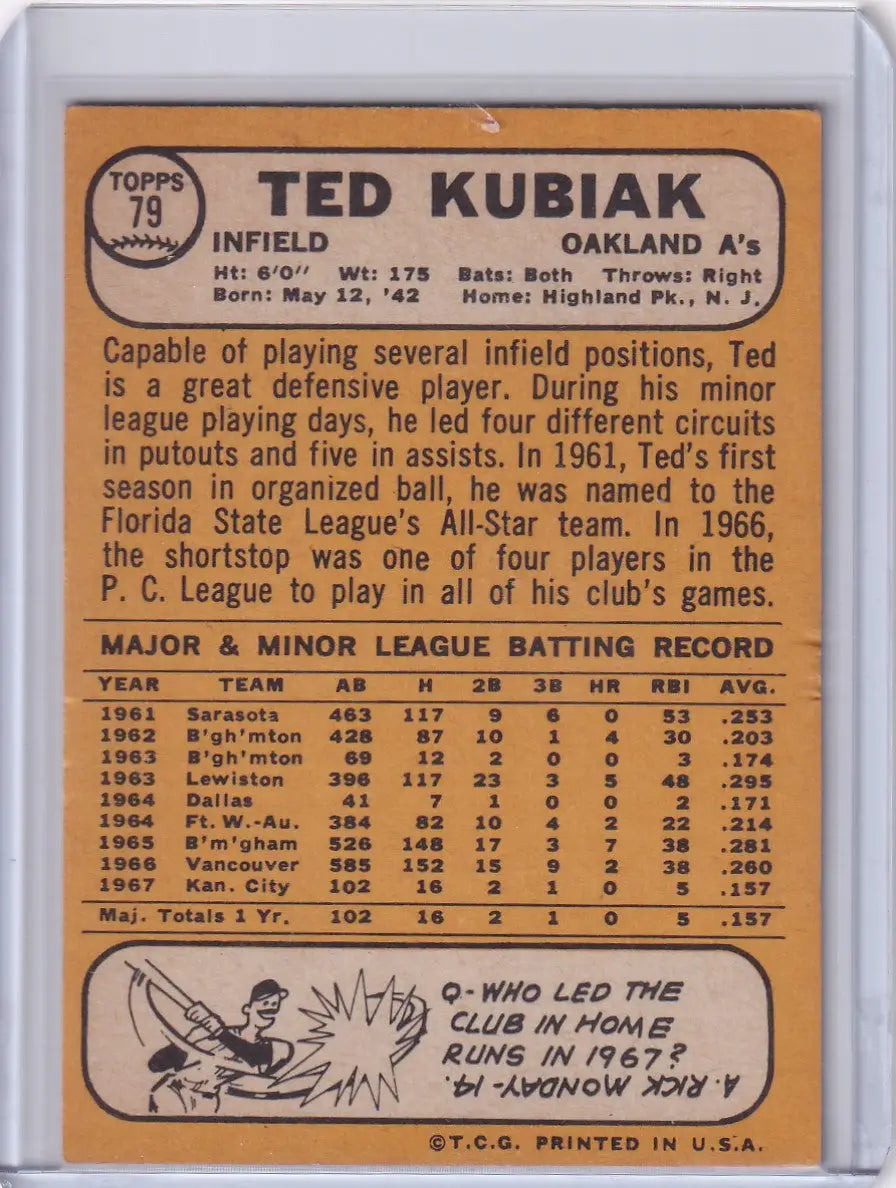 TOPPS
79
TED KUBIAK
INFIELD OAKLAND A's
Ht: 6'0" Wt: 175 Bats: Both Throws: Right
Born: May 12, '42 Home: Highland Pk., N. J.
Capable of playing several infield positions, Ted
is a great defensive player. During his minor
league playing days, he led four different circuits
in putouts and five in assists. In 1961, Ted's first
season in organized ball, he was named to the
Florida State League's All-Star team. In 1966,
the shortstop was one of four players in the
P. C. League to play in all of his club's games.
MAJOR & MINOR LEAGUE BATTING RECORD
YEAR TEAM AB H 2B 3B HR RBI AVG.
1961 Sarasota 463 117 9 6 0 53 .253
1962 B'gh'mton 428 87 10 1 4 30 .203
1963 B'gh'mton 69 12 2 0 0 3 .174
1963 Lewiston 396 117 23 3 5 48 .295
1964 Dallas 41 7 1 0 0 2 .171
1964 Ft. W.-Au. 384 82 10 4 2 22 .214
1965 B'm'gham 526 148 17 3 7 38 .281
1966 Vancouver 585 152 15 9 2 38 .260
1967 Kan. City 102 16 2 1 0 5 .157
Maj. Totals 1 Yr. 102 16 2 1 0 5 .157
Q-WHO LED THE
CLUB IN HOME
RUNS IN 1967?
A. RICK MONDAY-14.
©T.C.G. PRINTED IN U.S.A.